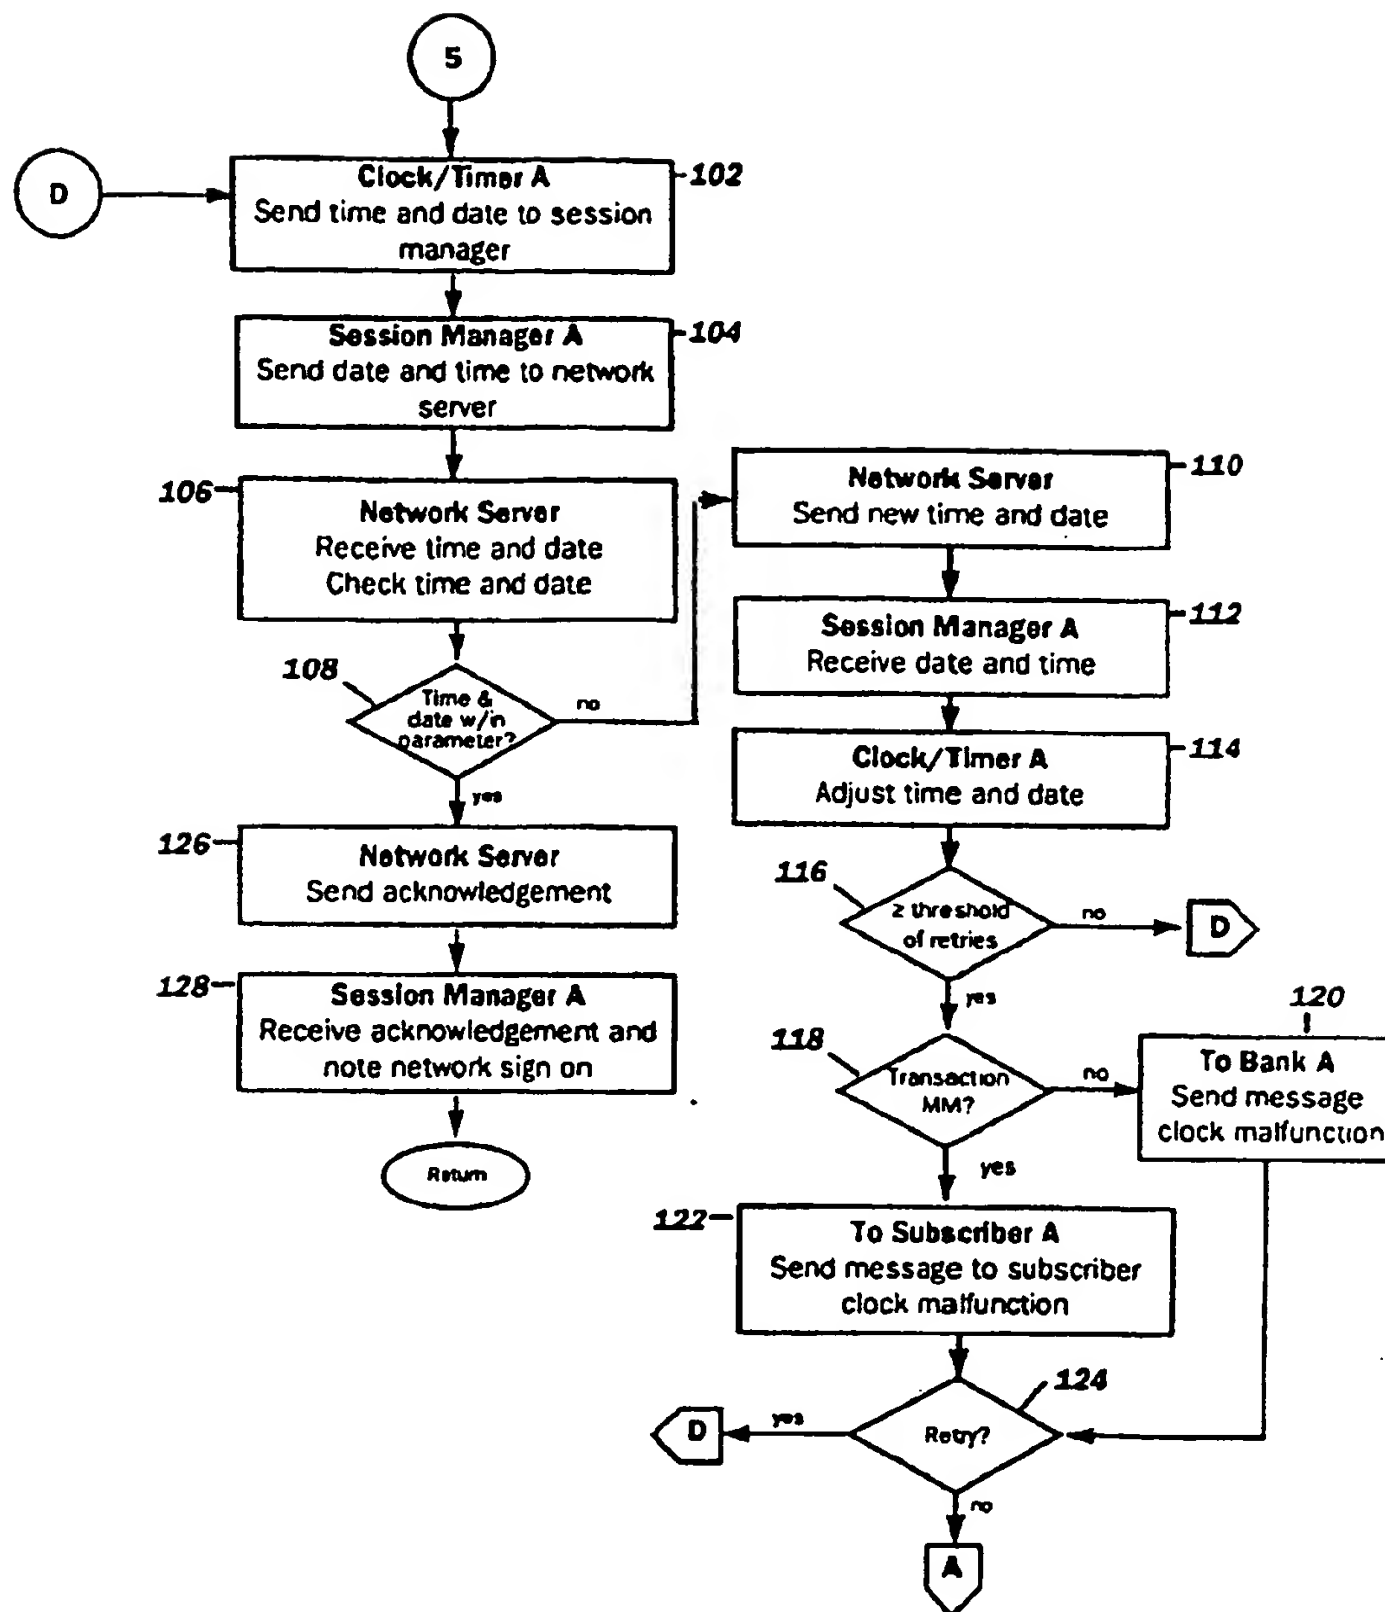 5
D
Clock/Timer A
Send time and date to session
manager
102
Session Manager A
Send date and time to network
server
104
106
Network Server
Receive time and date
Check time and date
108
Time &
date w/in
parameter?
no
yes
126
Network Server
Send acknowledgement
128
Session Manager A
Receive acknowledgement and
note network sign on
Return
110
Network Server
Send new time and date
112
Session Manager A
Receive date and time
114
Clock/Timer A
Adjust time and date
116
≥ threshold
of retries
no
D
yes
118
Transaction
MM?
no
120
To Bank A
Send message
clock malfunction
yes
122
To Subscriber A
Send message to subscriber
clock malfunction
124
Retry?
yes
D
no
A